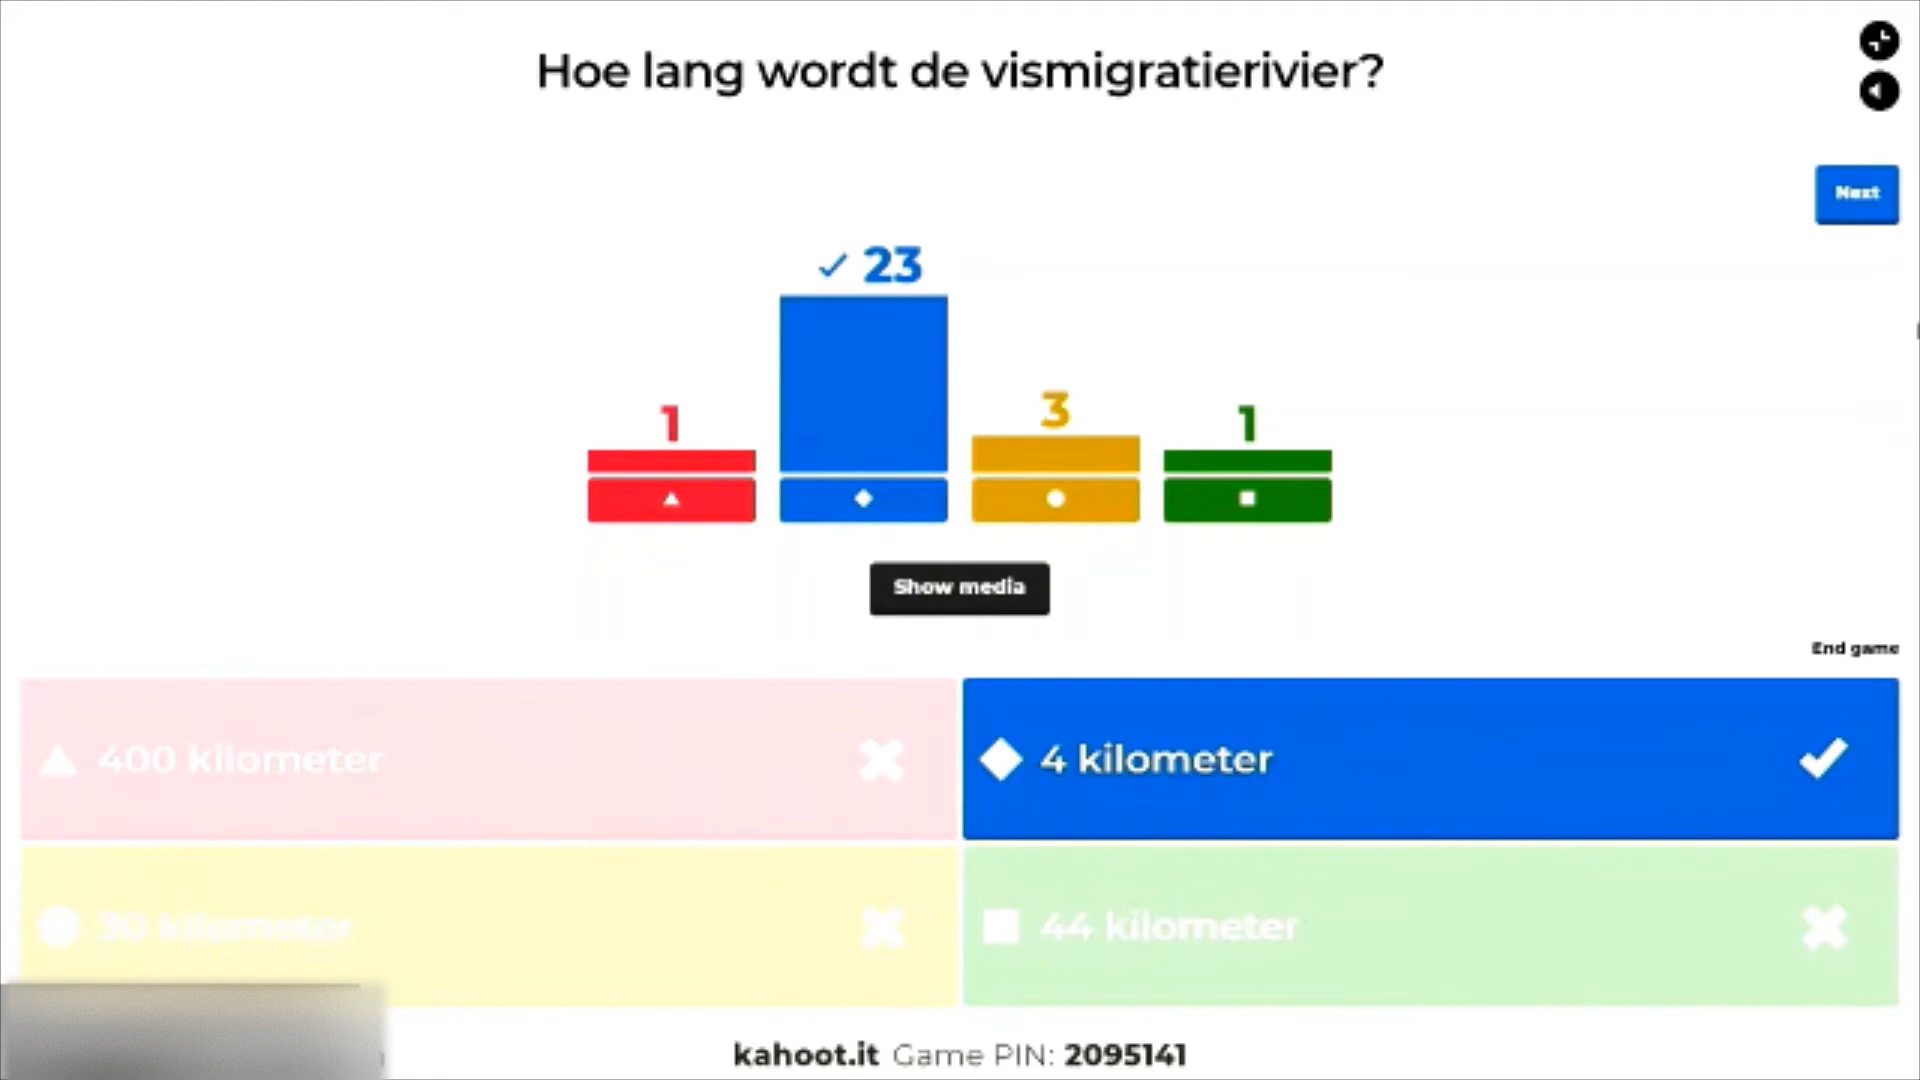 Hoe lang wordt de vismigratierivier?
Next
23
1
3
1
Show media
End game
400 kilometer
4 kilometer
30 kilometer
44 kilometer
kahoot.it Game PIN: 2095141